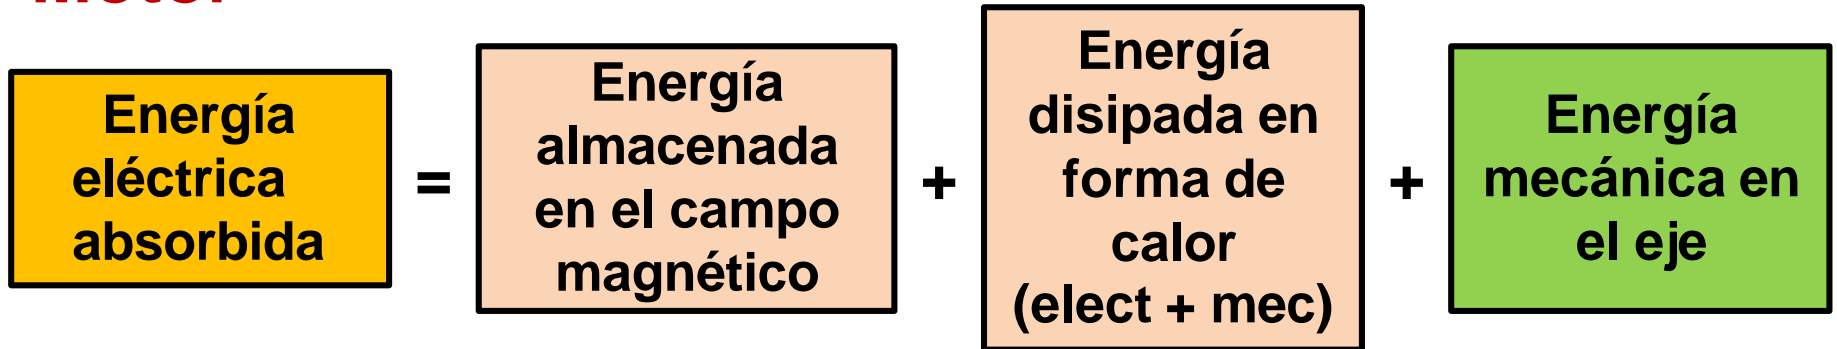 Motor
Energía
eléctrica
absorbida
=
Energía
almacenada
en el campo
magnético
+
Energía
disipada en
forma de
calor
(elect + mec)
+
Energía
mecánica en
el eje